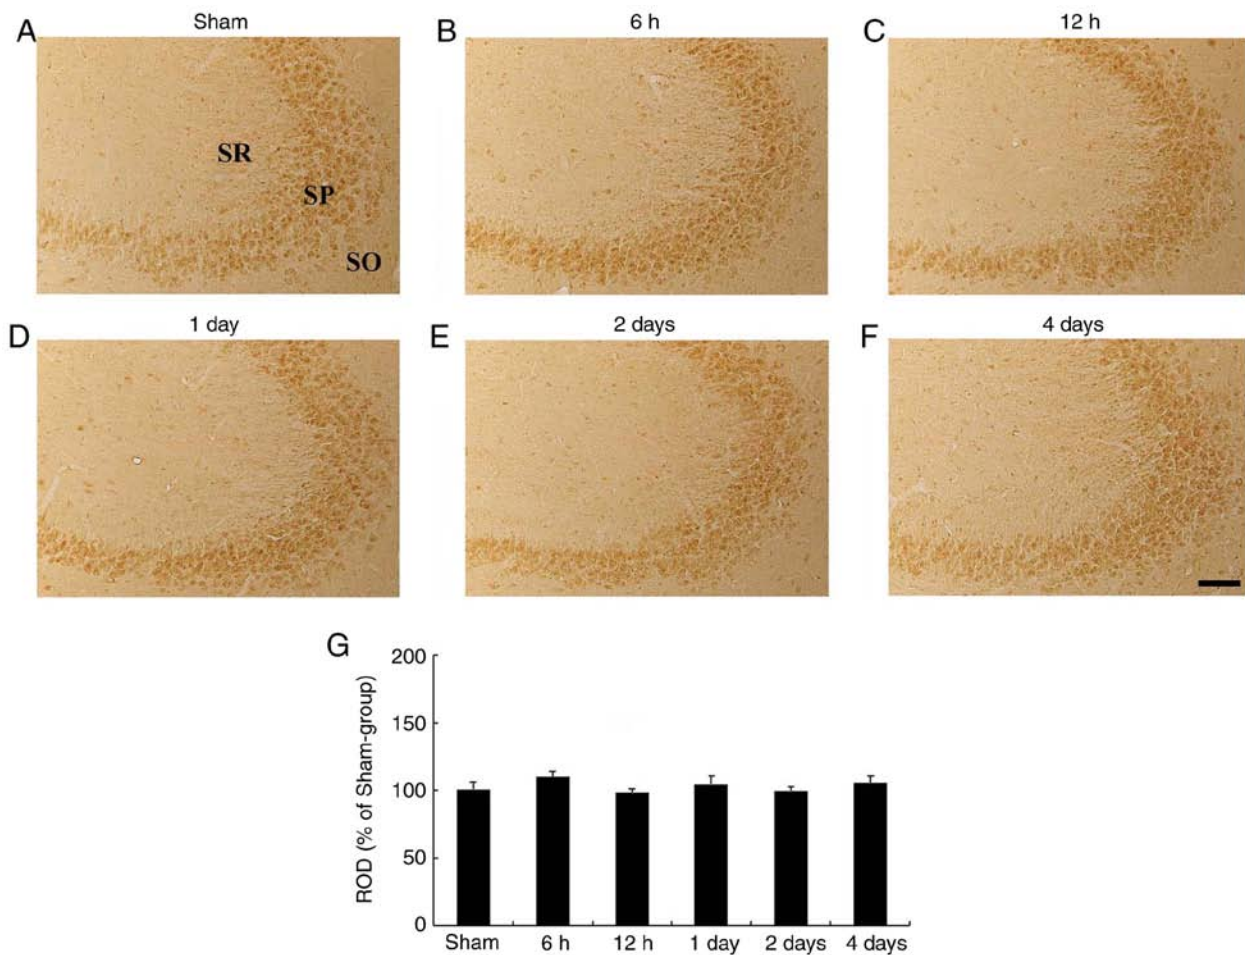 A Sham
B 6 h
C 12 h
SR
SP
SO
D 1 day
E 2 days
F 4 days
G
ROD (% of Sham-group)
200
150
100
50
0
Sham 6 h 12 h 1 day 2 days 4 days